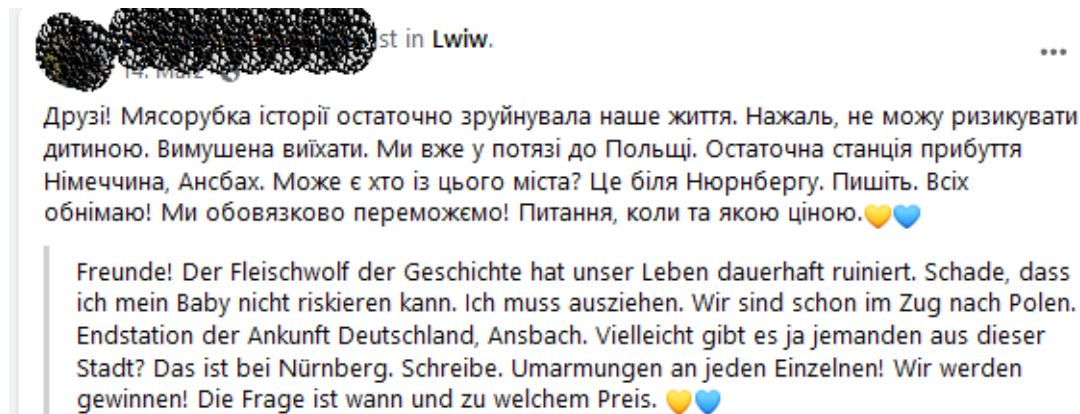 st in Lwiw.
14. März
Друзі! Мясорубка історії остаточно зруйнувала наше життя. Нажаль, не можу ризикувати
дитиною. Вимушена виїхати. Ми вже у потязі до Польщі. Остаточна станція прибуття
Німеччина, Ансбах. Може є хто із цього міста? Це біля Нюрнбергу. Пишіть. Всіх
обнімаю! Ми обовязково переможємо! Питання, коли та якою ціною.💛💙
Freunde! Der Fleischwolf der Geschichte hat unser Leben dauerhaft ruiniert. Schade, dass
ich mein Baby nicht riskieren kann. Ich muss ausziehen. Wir sind schon im Zug nach Polen.
Endstation der Ankunft Deutschland, Ansbach. Vielleicht gibt es ja jemanden aus dieser
Stadt? Das ist bei Nürnberg. Schreibe. Umarmungen an jeden Einzelnen! Wir werden
gewinnen! Die Frage ist wann und zu welchem Preis. 💛💙